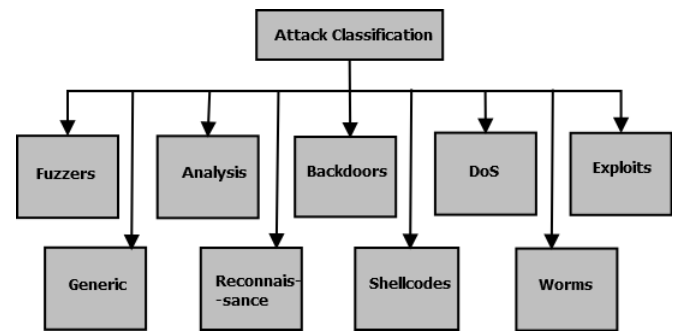 Attack Classification
Fuzzers
Analysis
Backdoors
DoS
Exploits
Generic
Reconnais-
-sance
Shellcodes
Worms